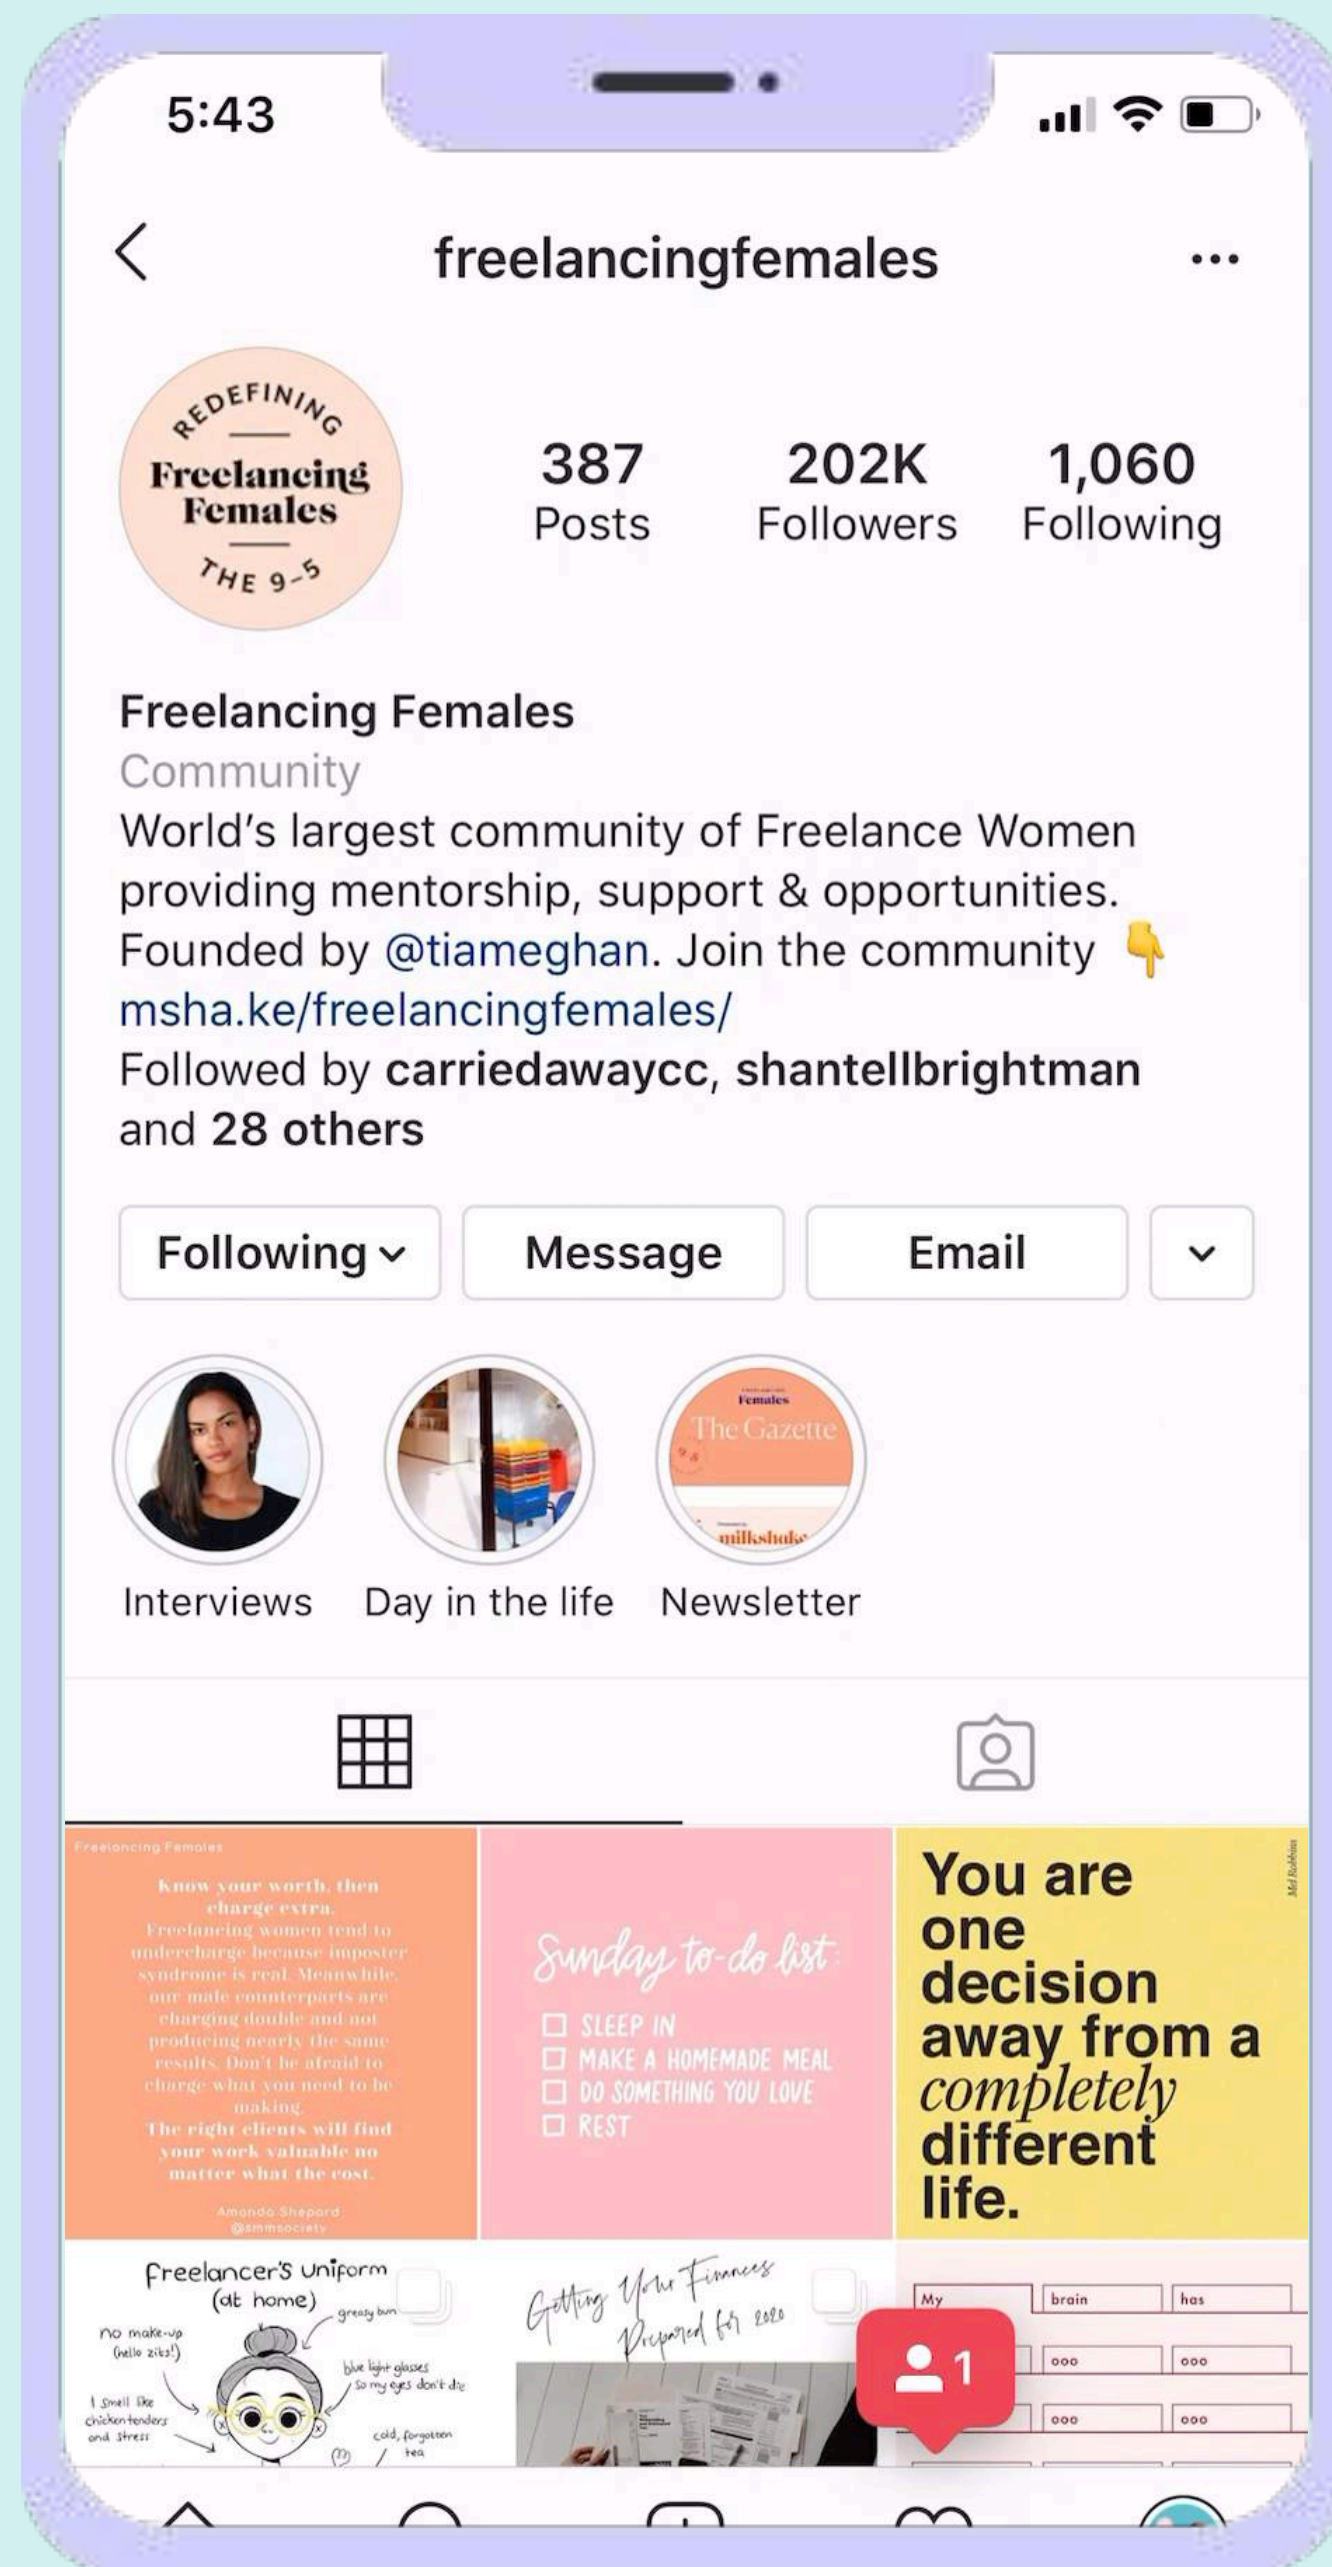 5:43
freelancingfemales
REDEFINING
Freelancing
Females
THE 9-5
387
Posts
202K
Followers
1,060
Following
Freelancing Females
Community
World's largest community of Freelance Women
providing mentorship, support & opportunities.
Founded by @tiameghan. Join the community 👇
msha.ke/freelancingfemales/
Followed by carriedawaycc, shantellbrightman
and 28 others
Following
Message
Email
Females
The Gazette
9-5
milkshake
Interviews
Day in the life
Newsletter
Freelancing Females
Know your worth, then
charge extra.
Freelancing women tend to
undercharge because imposter
syndrome is real. Meanwhile,
our male counterparts are
charging double and not
producing nearly the same
results. Don't be afraid to
charge what you need to be
making.
The right clients will find
your work valuable no
matter what the cost.
Amanda Shepard
@smmsociety
Sunday to-do list:
SLEEP IN
MAKE A HOMEMADE MEAL
DO SOMETHING YOU LOVE
REST
Mel Robbins
You are
one
decision
away from a
completely
different
life.
freelancer's uniform
(at home)
greasy bun
no make-up
(hello zits!)
blue light glasses
so my eyes don't die
I smell like
chicken tenders
and stress
cold, forgotten
tea
Getting Your Finances
Prepared for 2020
My
brain
has
ooo
ooo
ooo
ooo
1